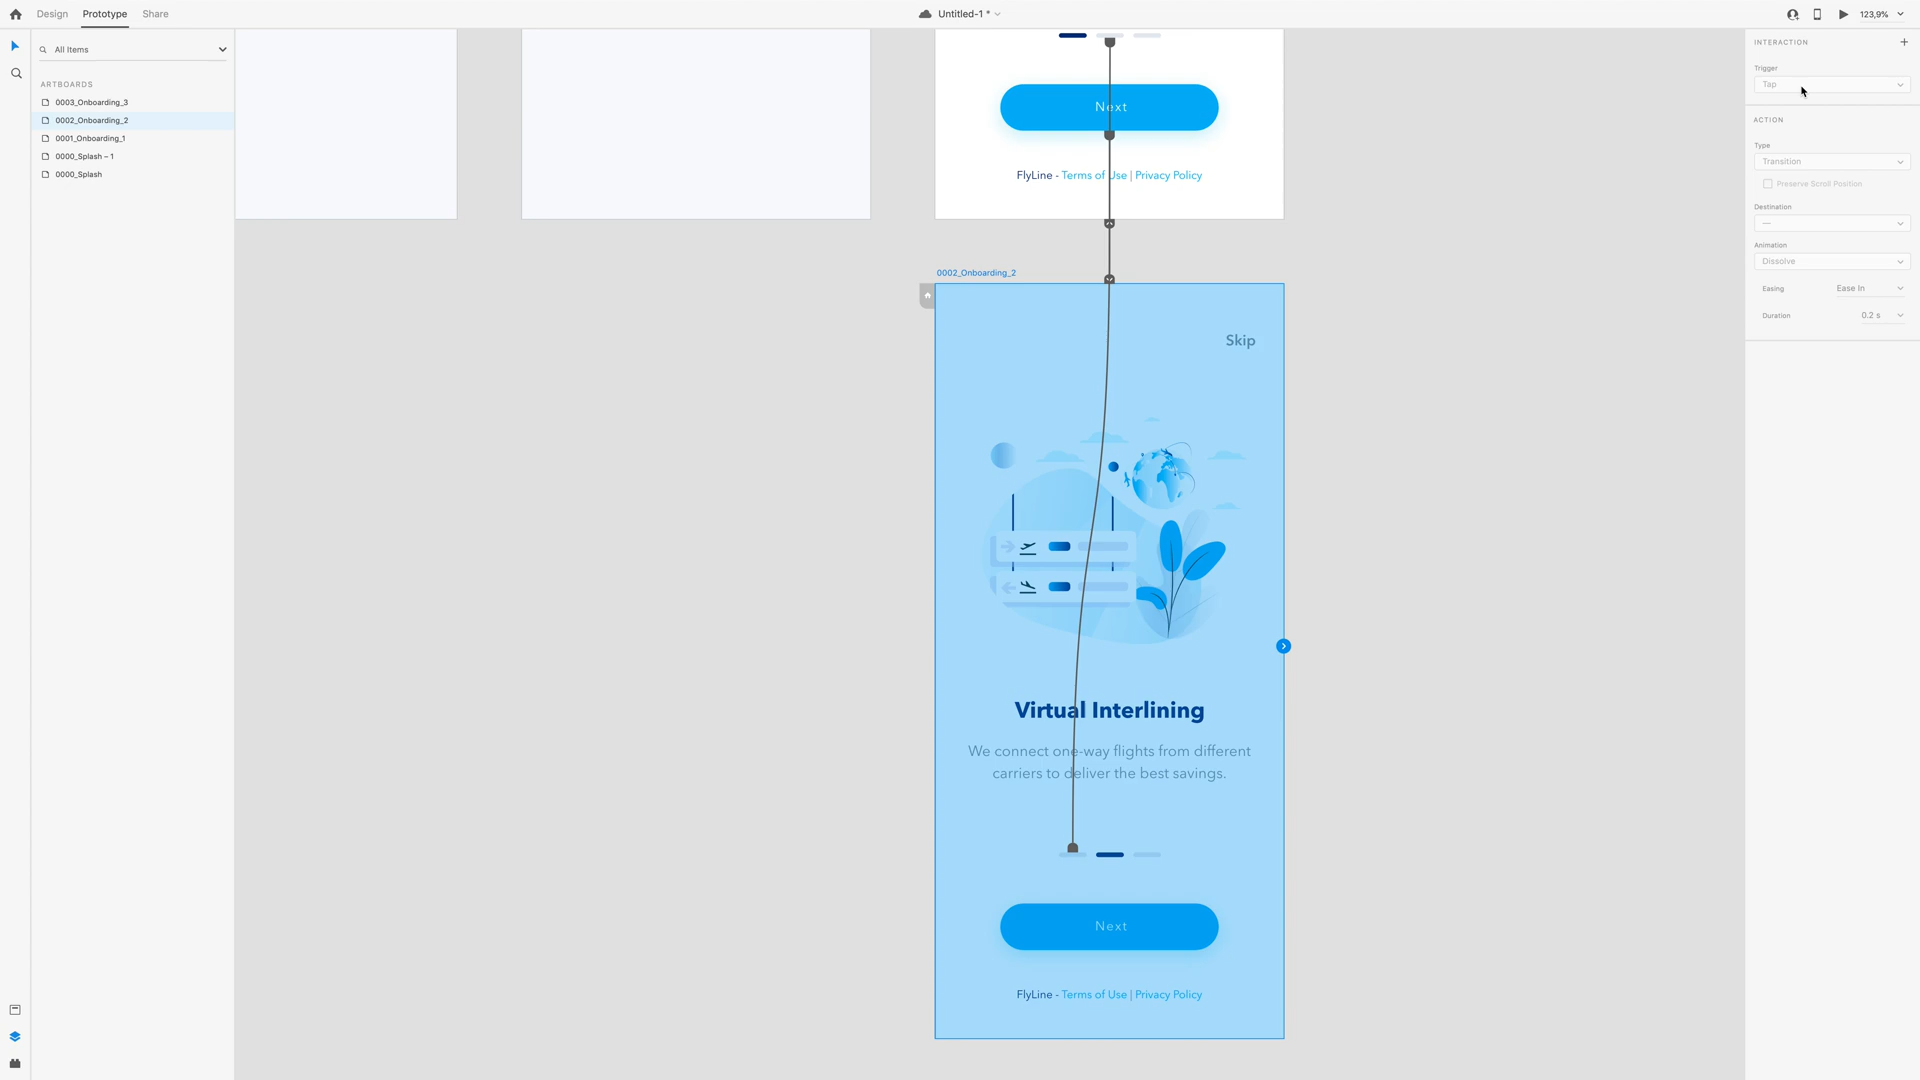 Design Prototype Share
Untitled-1 *
123,9%
All Items
ARTBOARDS
0003_Onboarding_3
0002_Onboarding_2
0001_Onboarding_1
0000_Splash – 1
0000_Splash
Next
FlyLine - Terms of Use | Privacy Policy
0002_Onboarding_2
Skip
Virtual Interlining
We connect one-way flights from different
carriers to deliver the best savings.
Next
FlyLine - Terms of Use | Privacy Policy
INTERACTION
Trigger
Tap
ACTION
Type
Transition
Preserve Scroll Position
Destination
—
Animation
Dissolve
Easing Ease In
Duration 0.2 s